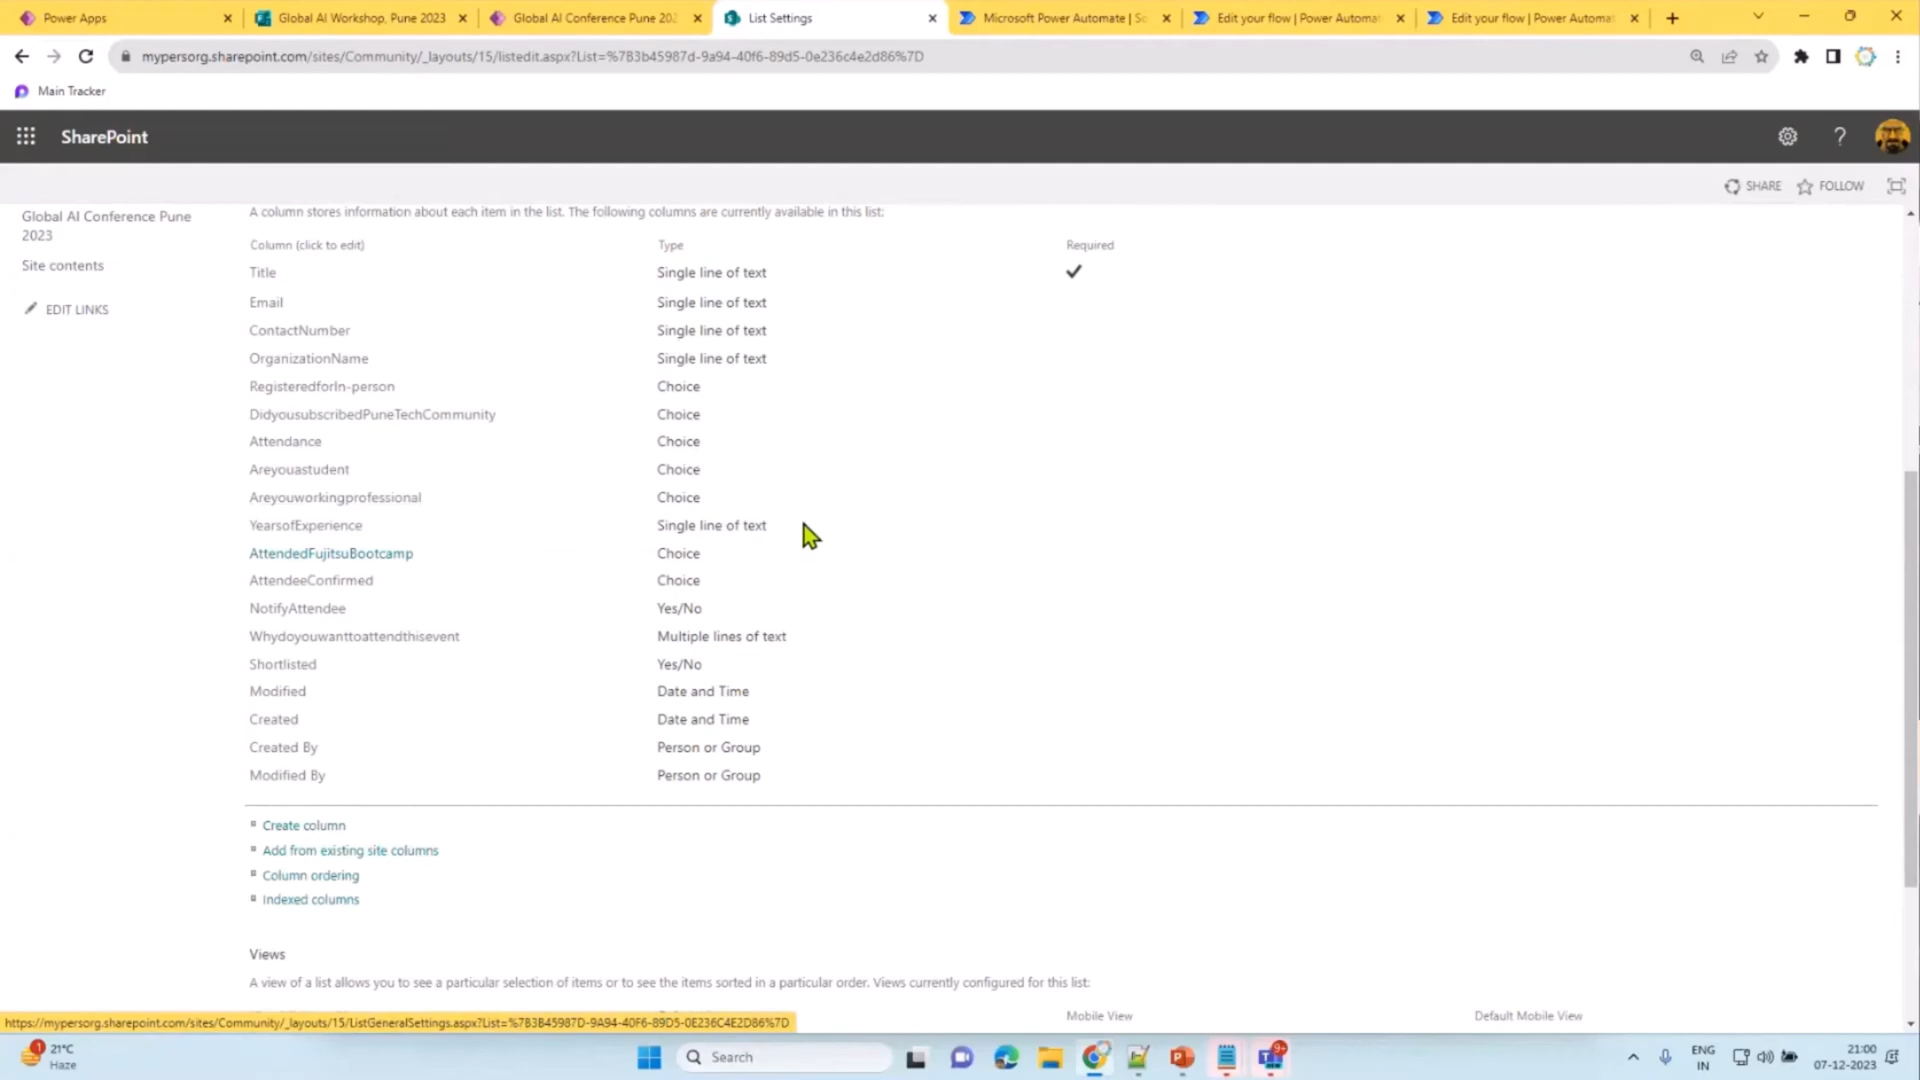 Power Apps
Global AI Workshop, Pune 2023
Global AI Conference Pune 202
List Settings
Microsoft Power Automate | Sc
Edit your flow | Power Automat
Edit your flow | Power Automat
mypersorg.sharepoint.com/sites/Community/_layouts/15/listedit.aspx?List=%7B3b45987d-9a94-40f6-89d5-0e236c4e2d86%7D
Main Tracker
SharePoint
SHARE
FOLLOW
Global AI Conference Pune
2023
Site contents
EDIT LINKS
A column stores information about each item in the list. The following columns are currently available in this list:
Column (click to edit) Type Required
Title Single line of text
Email Single line of text
ContactNumber Single line of text
OrganizationName Single line of text
RegisteredforIn-person Choice
DidyousubscribedPuneTechCommunity Choice
Attendance Choice
Areyouastudent Choice
Areyouworkingprofessional Choice
YearsofExperience Single line of text
AttendedFujitsuBootcamp Choice
AttendeeConfirmed Choice
NotifyAttendee Yes/No
Whydoyouwanttoattendthisevent Multiple lines of text
Shortlisted Yes/No
Modified Date and Time
Created Date and Time
Created By Person or Group
Modified By Person or Group
Create column
Add from existing site columns
Column ordering
Indexed columns
Views
A view of a list allows you to see a particular selection of items or to see the items sorted in a particular order. Views currently configured for this list:
Mobile View Default Mobile View
https://mypersorg.sharepoint.com/sites/Community/_layouts/15/ListGeneralSettings.aspx?List=%7B3B45987D-9A94-40F6-89D5-0E236C4E2D86%7D
1
21°C
Haze
Search
9+
ENG
IN
21:00
07-12-2023